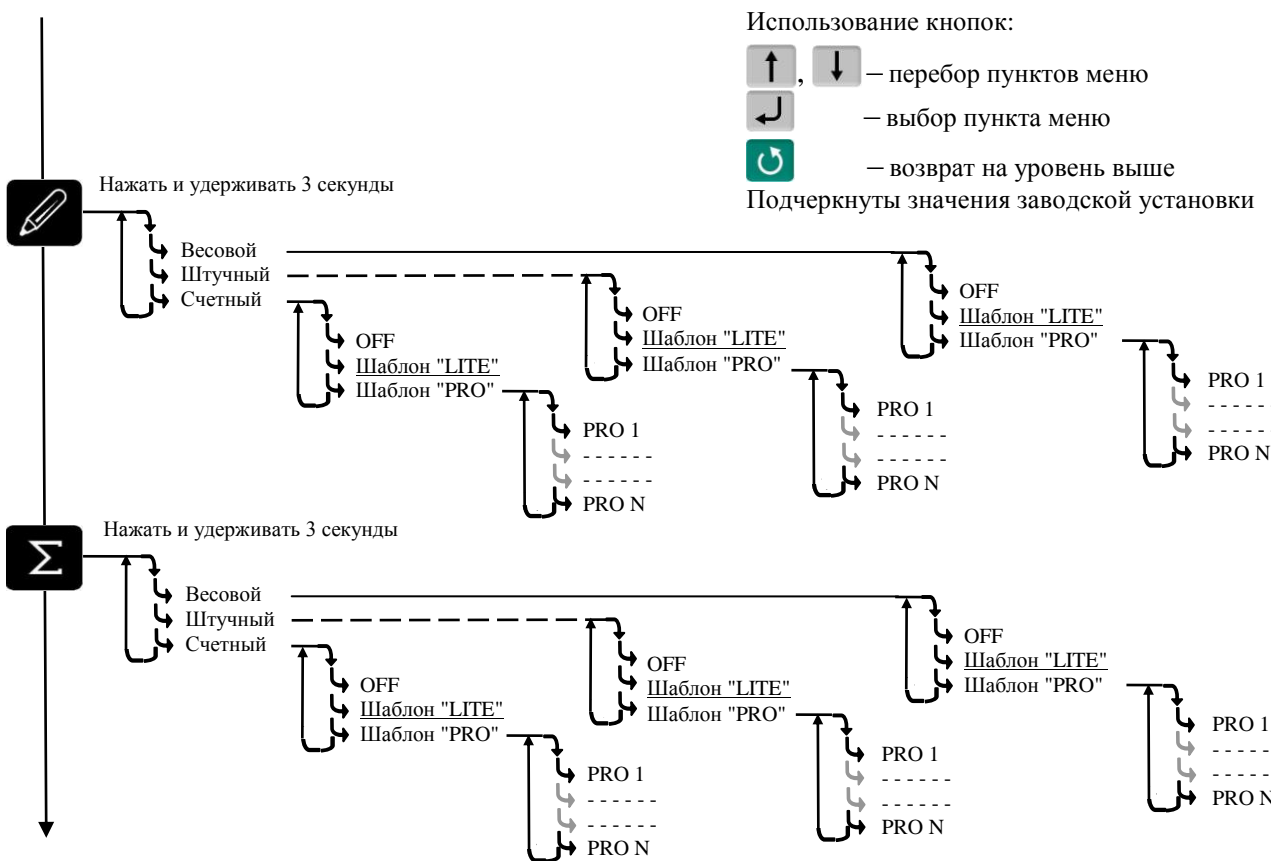 Использование кнопок:
, – перебор пунктов меню
– выбор пункта меню
– возврат на уровень выше
Подчеркнуты значения заводской установки
Нажать и удерживать 3 секунды
Весовой
Штучный
Счетный
OFF
Шаблон "LITE"
Шаблон "PRO"
PRO 1
- - - - - -
- - - - - -
PRO N
OFF
Шаблон "LITE"
Шаблон "PRO"
PRO 1
- - - - - -
- - - - - -
PRO N
OFF
Шаблон "LITE"
Шаблон "PRO"
PRO 1
- - - - -
- - - - -
PRO N
Нажать и удерживать 3 секунды
Σ
Весовой
Штучный
Счетный
OFF
Шаблон "LITE"
Шаблон "PRO"
PRO 1
- - - - - -
- - - - - -
PRO N
OFF
Шаблон "LITE"
Шаблон "PRO"
PRO 1
- - - - - -
- - - - - -
PRO N
OFF
Шаблон "LITE"
Шаблон "PRO"
PRO 1
- - - - -
- - - - -
PRO N